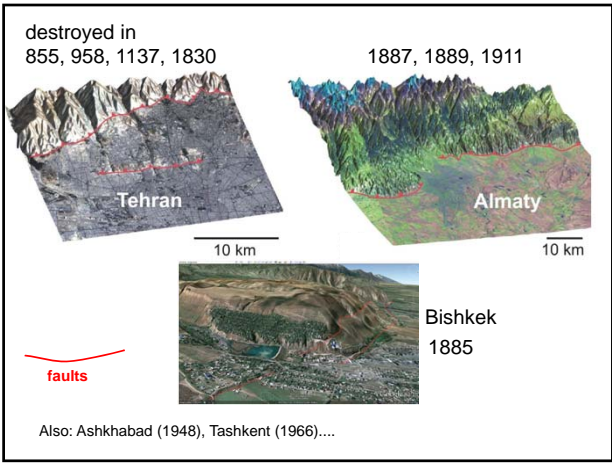 destroyed in
855, 958, 1137, 1830
1887, 1889, 1911
Tehran
Almaty
10 km
10 km
Bishkek
1885
faults
Also: Ashkhabad (1948), Tashkent (1966)....